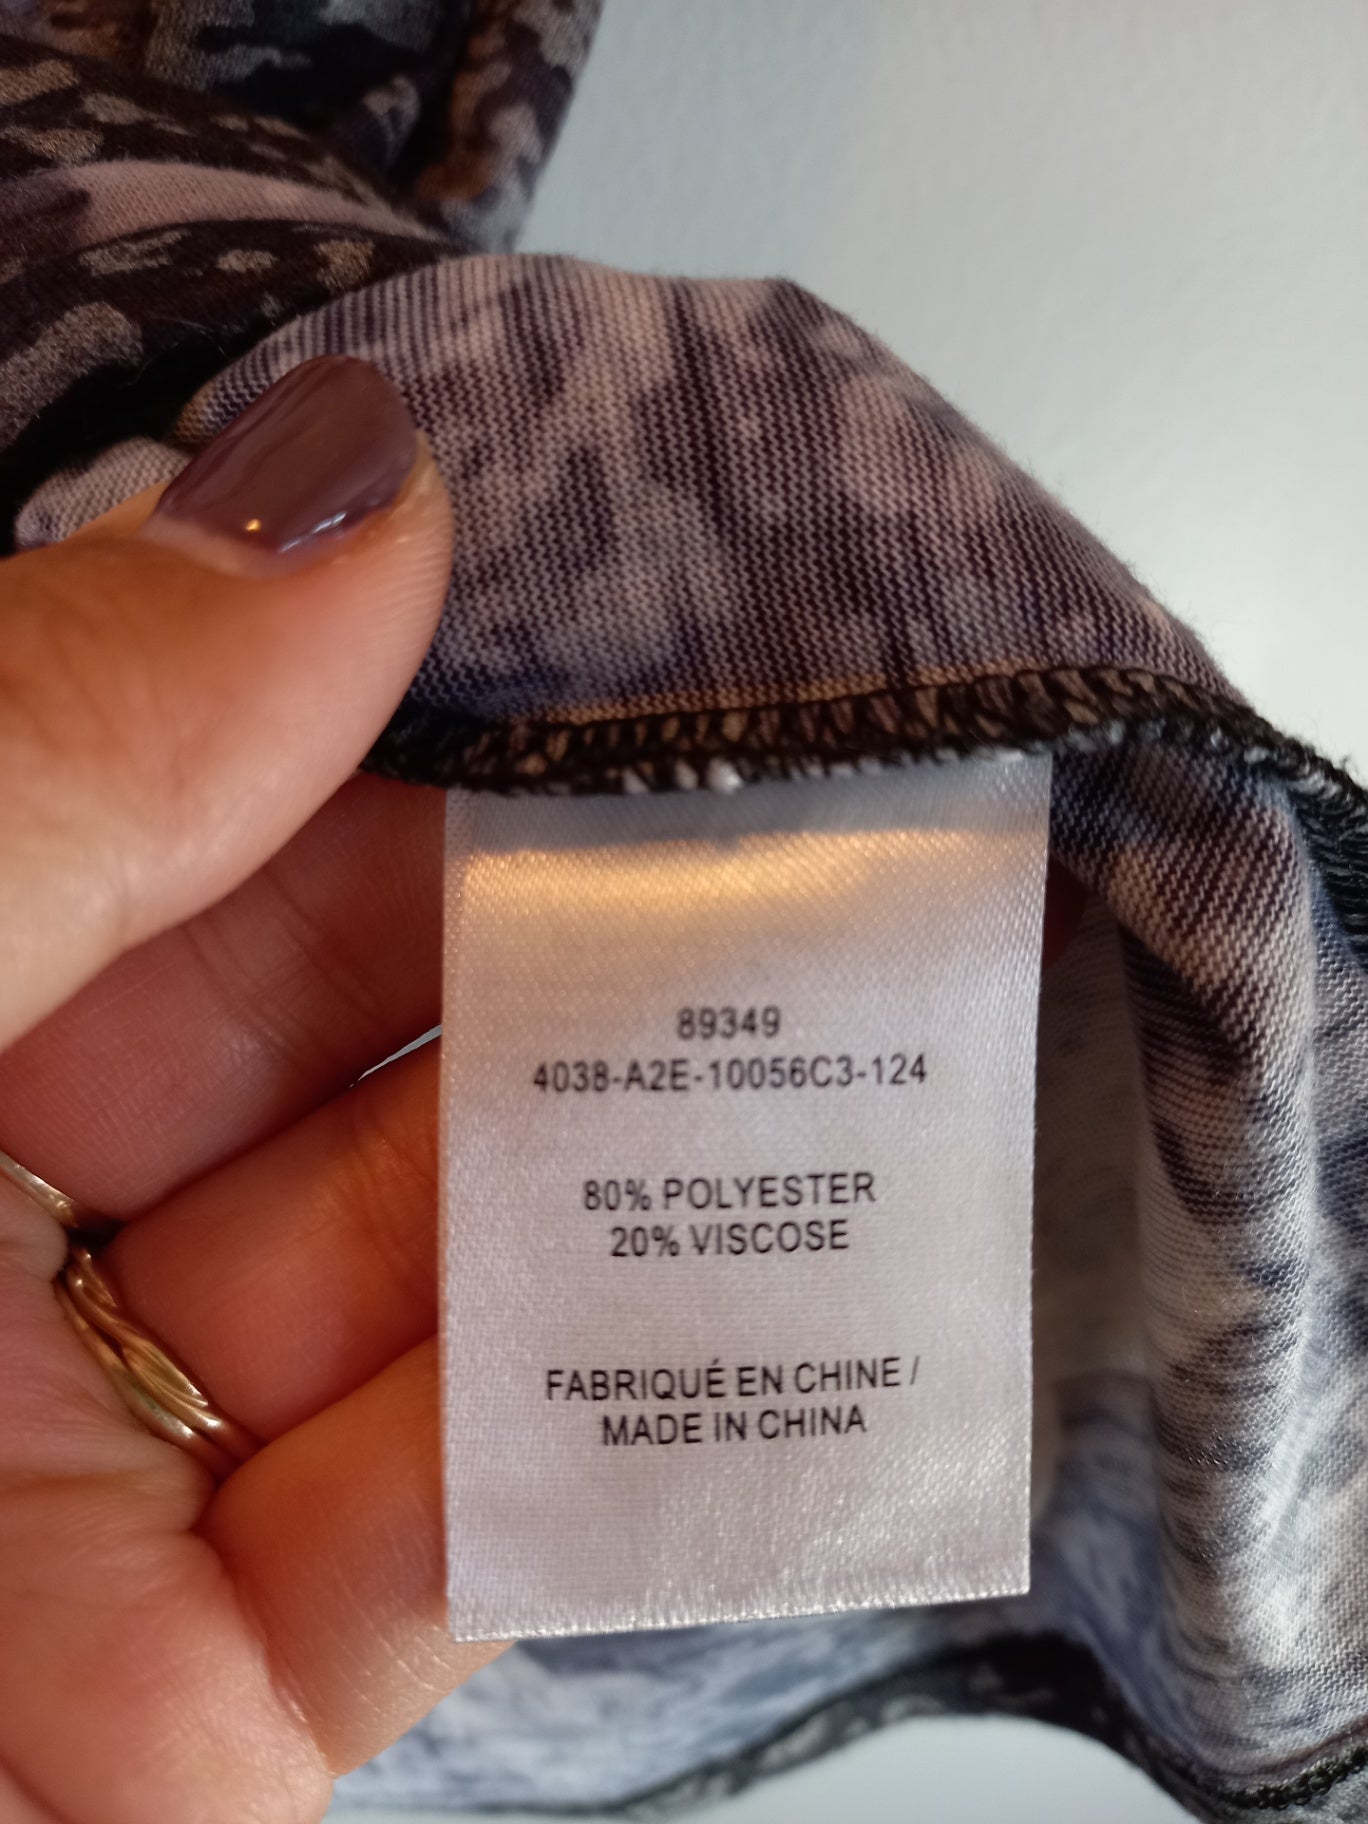 89349
4038-A2E-10056C3-124
80% POLYESTER
20% VISCOSE
FABRIQUÉ EN CHINE /
MADE IN CHINA